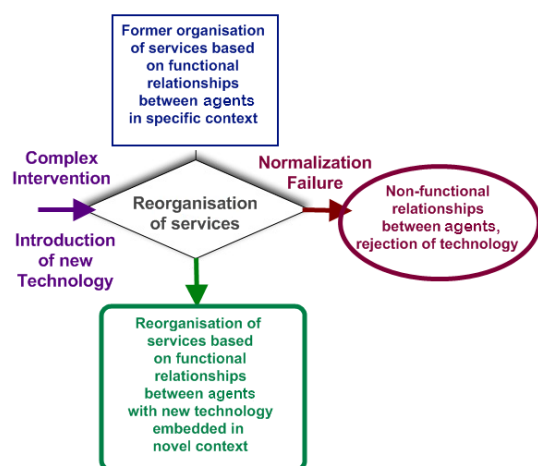 Former organisation
of services based
on functional
relationships
between agents
in specific context
Complex
Intervention
Normalization
Failure
Reorganisation
of services
Non-functional
relationships
between agents,
rejection of technology
Introduction
of new
Technology
Reorganisation of
services based
on functional
relationships
between agents
with new technology
embedded in
novel context